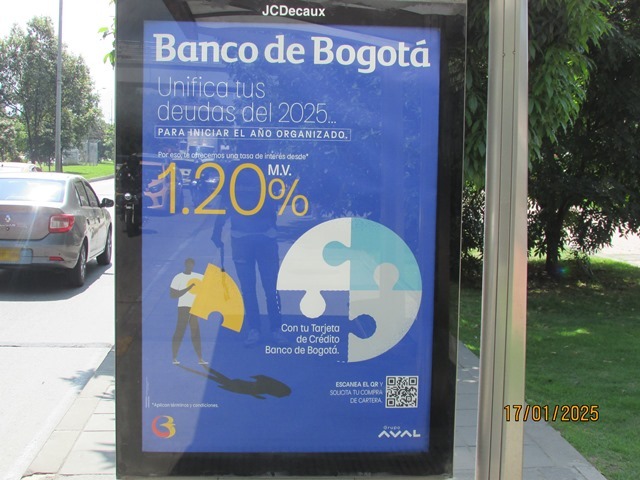 JCDecaux
Banco de Bogotá
Unifica tus
deudas del 2025...
PARA INICIAR EL AÑO ORGANIZADO.
Por eso, te ofrecemos una tasa de interés desde*
1.20% M.V.
Con tu Tarjeta
de Crédito
Banco de Bogotá.
ESCANEA EL QR Y
SOLICITA TU COMPRA
DE CARTERA.
*Aplican términos y condiciones.
Grupo
AVAL
17/01/2025